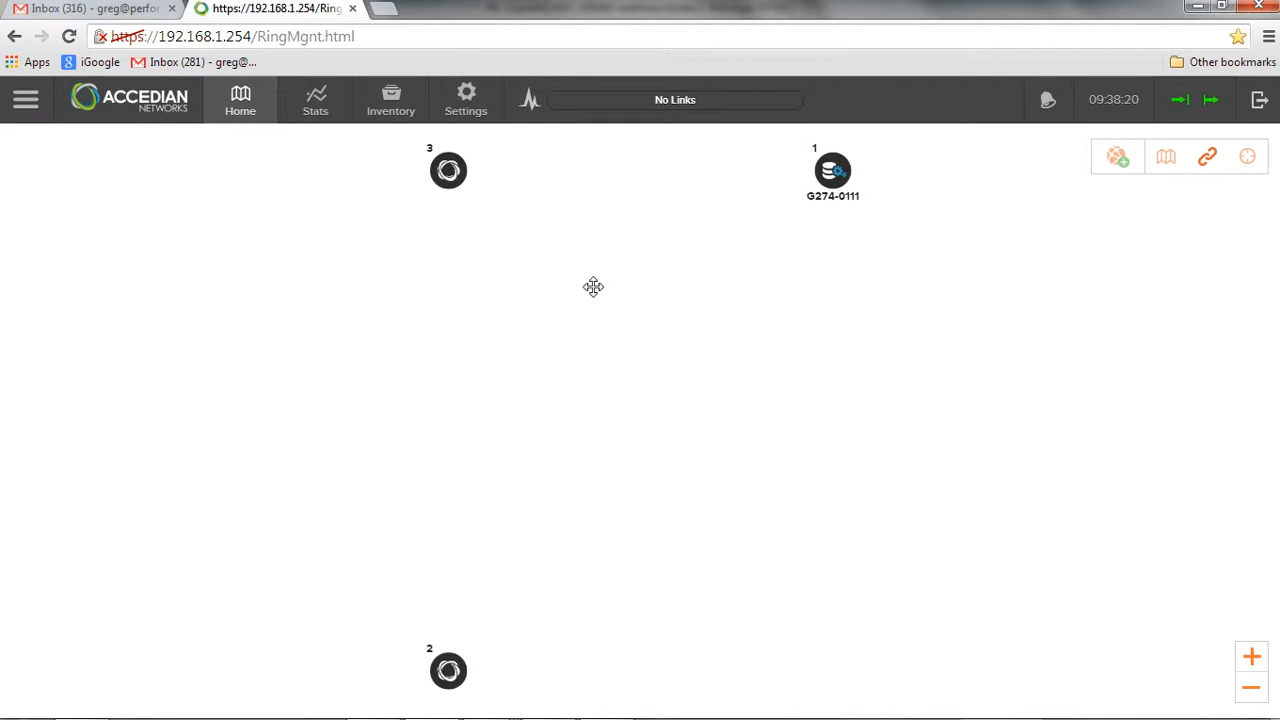 Inbox (316) - greg@perfor
https://192.168.1.254/Ring
https://192.168.1.254/RingMgnt.html
Apps
iGoogle
Inbox (281) - greg@...
Other bookmarks
ACCEDIAN
NETWORKS
Home
Stats
Inventory
Settings
No Links
09:38:20
3
1
G274-0111
2